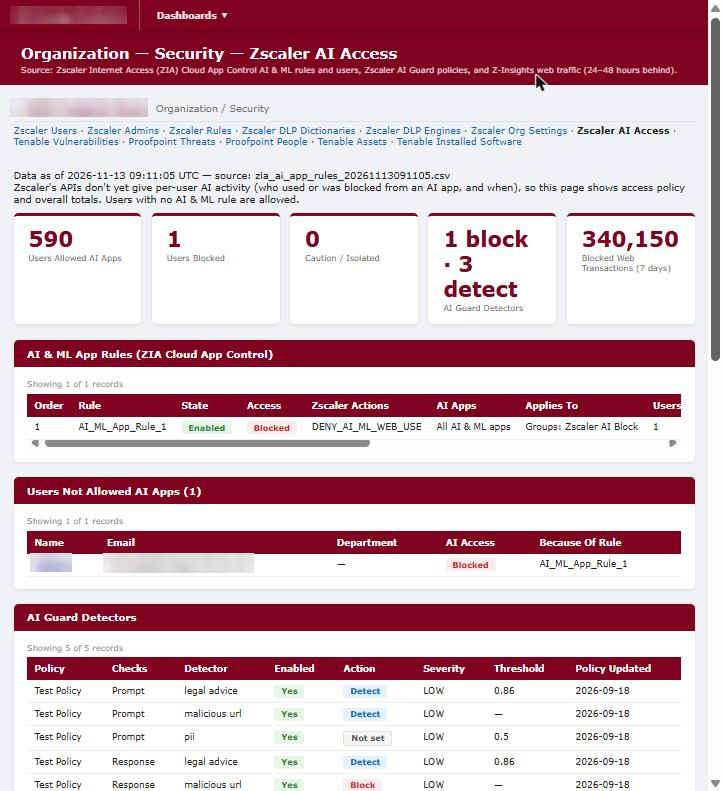 Dashboards ▼
Organization — Security — Zscaler AI Access
Source: Zscaler Internet Access (ZIA) Cloud App Control AI & ML rules and users, Zscaler AI Guard policies, and Z-Insights web traffic (24–48 hours behind).
Organization / Security
Zscaler Users · Zscaler Admins · Zscaler Rules · Zscaler DLP Dictionaries · Zscaler DLP Engines · Zscaler Org Settings · Zscaler AI Access ·
Tenable Vulnerabilities · Proofpoint Threats · Proofpoint People · Tenable Assets · Tenable Installed Software
Data as of 2026-11-13 09:11:05 UTC — source: zia_ai_app_rules_20261113091105.csv
Zscaler's APIs don't yet give per-user AI activity (who used or was blocked from an AI app, and when), so this page shows access policy
and overall totals. Users with no AI & ML rule are allowed.
590
Users Allowed AI Apps
1
Users Blocked
0
Caution / Isolated
1 block
· 3
detect
AI Guard Detectors
340,150
Blocked Web
Transactions (7 days)
AI & ML App Rules (ZIA Cloud App Control)
Showing 1 of 1 records
Order Rule State Access Zscaler Actions AI Apps Applies To Users
1 AI_ML_App_Rule_1 Enabled Blocked DENY_AI_ML_WEB_USE All AI & ML apps Groups: Zscaler AI Block 1
Users Not Allowed AI Apps (1)
Showing 1 of 1 records
Name Email Department AI Access Because Of Rule
— Blocked AI_ML_App_Rule_1
AI Guard Detectors
Showing 5 of 5 records
Policy Checks Detector Enabled Action Severity Threshold Policy Updated
Test Policy Prompt legal advice Yes Detect LOW 0.86 2026-09-18
Test Policy Prompt malicious url Yes Detect LOW — 2026-09-18
Test Policy Prompt pii Yes Not set LOW 0.5 2026-09-18
Test Policy Response legal advice Yes Detect LOW 0.86 2026-09-18
Test Policy Response malicious url Yes Block LOW — 2026-09-18